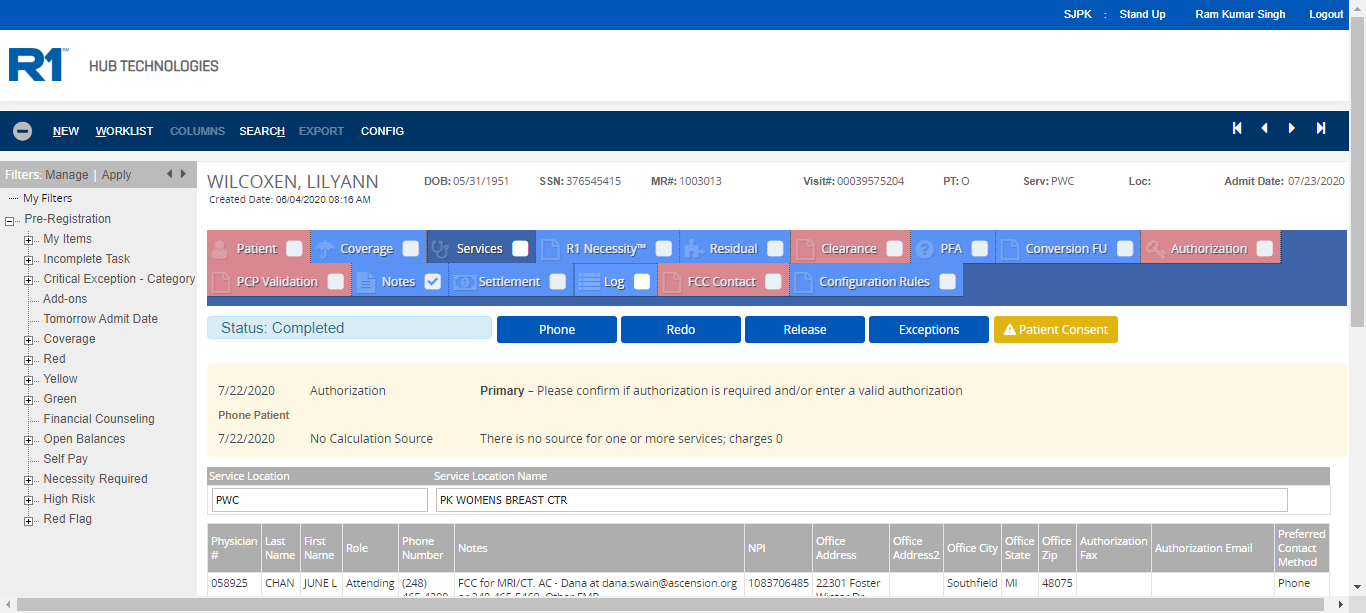 SJPK : Stand Up Ram Kumar Singh Logout
R1™ HUB TECHNOLOGIES
NEW WORKLIST COLUMNS SEARCH EXPORT CONFIG
Filters: Manage | Apply
My Filters
Pre-Registration
My Items
Incomplete Task
Critical Exception - Category
Add-ons
Tomorrow Admit Date
Coverage
Red
Yellow
Green
Financial Counseling
Open Balances
Self Pay
Necessity Required
High Risk
Red Flag
WILCOXEN, LILYANN DOB: 05/31/1951 SSN: 376545415 MR#: 1003013 Visit#: 00039575204 PT: O Serv: PWC Loc: Admit Date: 07/23/2020
Created Date: 06/04/2020 08:16 AM
Patient Coverage Services R1 Necessity™ Residual Clearance PFA Conversion FU Authorization
PCP Validation Notes Settlement Log FCC Contact Configuration Rules
Status: Completed Phone Redo Release Exceptions Patient Consent
7/22/2020 Authorization Primary – Please confirm if authorization is required and/or enter a valid authorization
Phone Patient
7/22/2020 No Calculation Source There is no source for one or more services; charges 0
Service Location Service Location Name
PWC PK WOMENS BREAST CTR
Physician # Last Name First Name Role Phone Number Notes NPI Office Address Office Address2 Office City Office State Office Zip Authorization Fax Authorization Email Preferred Contact Method
058925 CHAN JUNE L Attending (248) FCC for MRI/CT. AC - Dana at dana.swain@ascension.org 1083706485 22301 Foster Southfield MI 48075 Phone